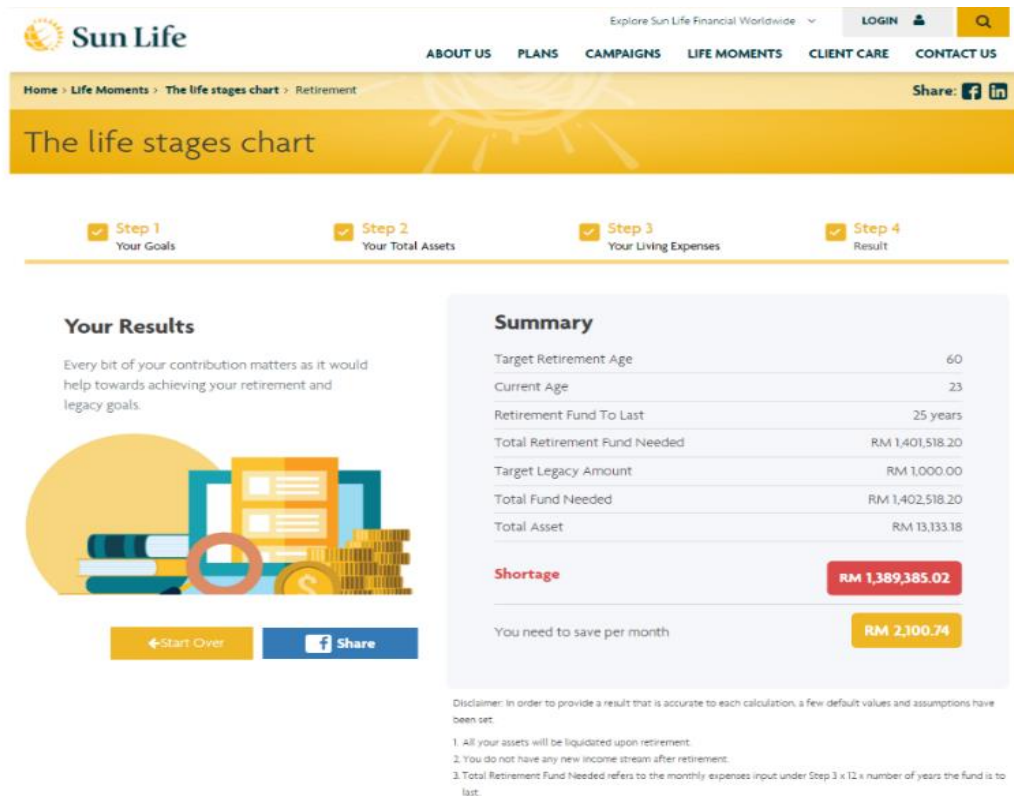 Sun Life
Explore Sun Life Financial Worldwide
LOGIN
ABOUT US PLANS CAMPAIGNS LIFE MOMENTS CLIENT CARE CONTACT US
Home > Life Moments > The life stages chart > Retirement
Share:
The life stages chart
Step 1
Your Goals
Step 2
Your Total Assets
Step 3
Your Living Expenses
Step 4
Result
Your Results
Every bit of your contribution matters as it would
help towards achieving your retirement and
legacy goals.
←Start Over
Share
Summary
Target Retirement Age 60
Current Age 23
Retirement Fund To Last 25 years
Total Retirement Fund Needed RM 1,401,518.20
Target Legacy Amount RM 1,000.00
Total Fund Needed RM 1,402,518.20
Total Asset RM 13,133.18
Shortage RM 1,389,385.02
You need to save per month RM 2,100.74
Disclaimer: In order to provide a result that is accurate to each calculation, a few default values and assumptions have
been set.
1. All your assets will be liquidated upon retirement.
2. You do not have any new income stream after retirement.
3. Total Retirement Fund Needed refers to the monthly expenses input under Step 3 x 12 x number of years the fund is to
last.